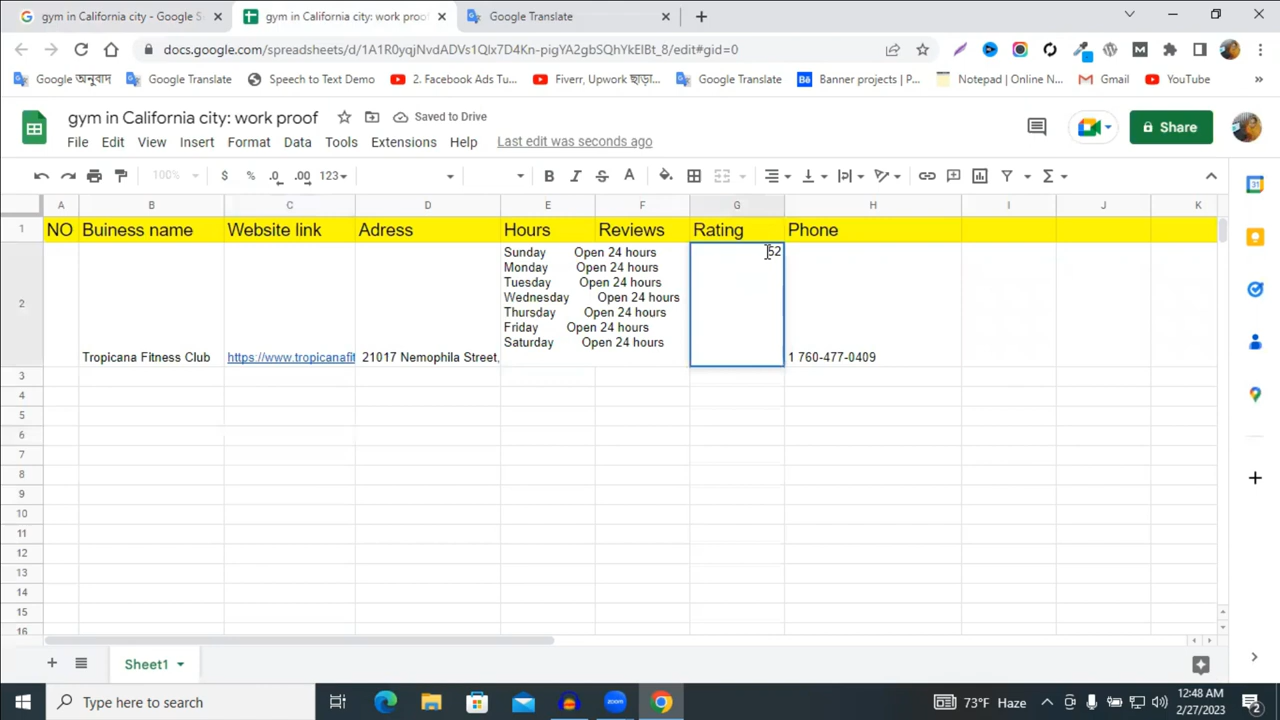 gym in California city - Google S
gym in California city: work proof
Google Translate
docs.google.com/spreadsheets/d/1A1R0yqjNvdADVs1Qlx7D4Kn-pigYA2gbSQhYkElBt_8/edit#gid=0
Google অনুবাদ
Google Translate
Speech to Text Demo
2. Facebook Ads Tu...
Fiverr, Upwork ছাড়া...
Google Translate
Banner projects | P...
Notepad | Online N...
Gmail
YouTube
gym in California city: work proof
Saved to Drive
Share
File Edit View Insert Format Data Tools Extensions Help Last edit was seconds ago
100% $ % .0 .00 123
A B C D E F G H I J K
1 NO Buiness name Website link Adress Hours Reviews Rating Phone
Sunday Open 24 hours
52
Monday Open 24 hours
Tuesday Open 24 hours
Wednesday Open 24 hours
2
Thursday Open 24 hours
Friday Open 24 hours
Saturday Open 24 hours
Tropicana Fitness Club https://www.tropicanafit 21017 Nemophila Street, 1 760-477-0409
3
4
5
6
7
8
9
10
11
12
13
14
15
16
Sheet1
Type here to search
73°F Haze
12:48 AM
2/27/2023
2